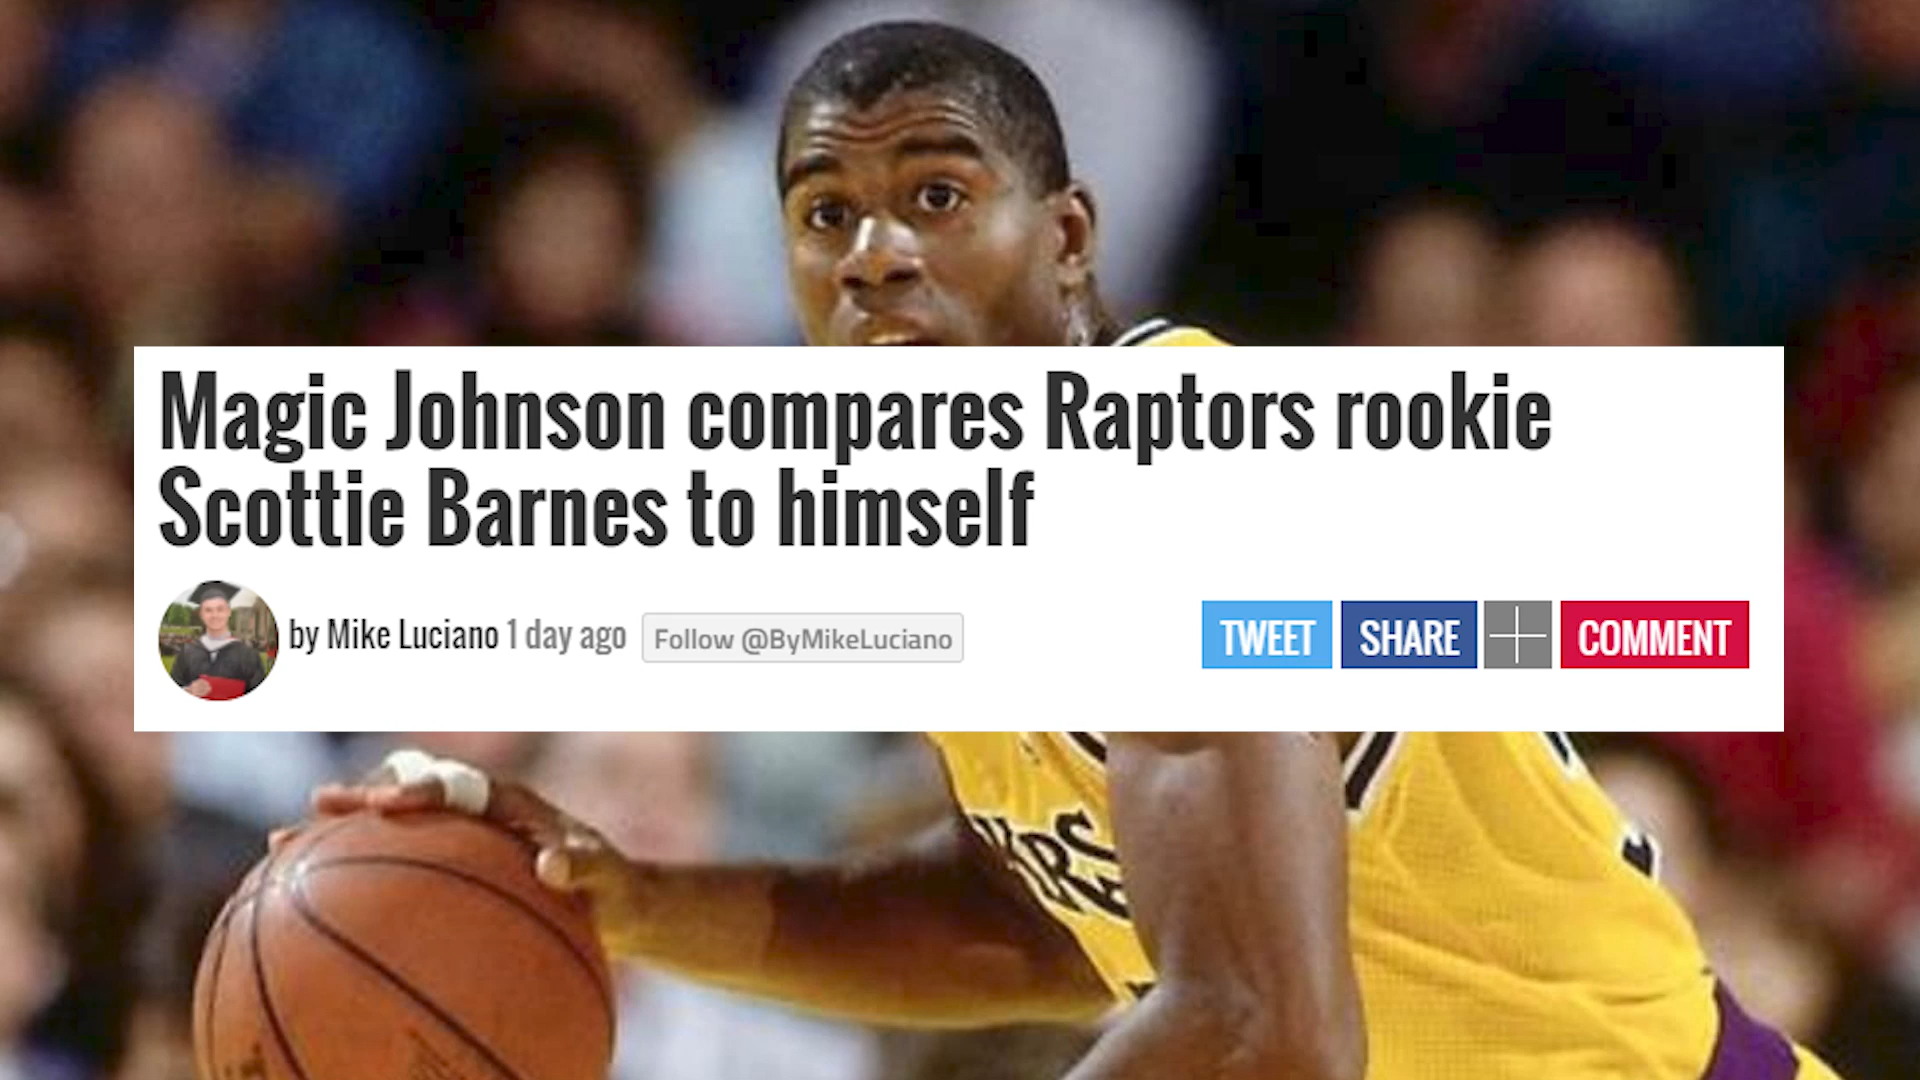 Magic Johnson compares Raptors rookie
Scottie Barnes to himself
by Mike Luciano 1 day ago Follow @ByMikeLuciano TWEET SHARE COMMENT